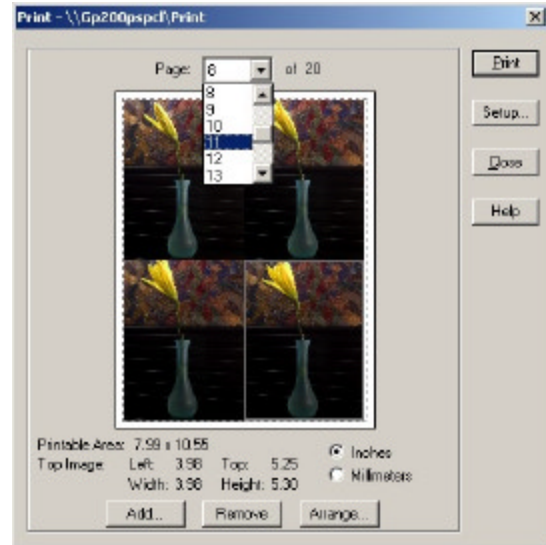 Print - \\Gp200pspcl\Print
Page: 8 of 20
8
9
10
11
12
13
Print
Setup...
Close
Help
Printable Area: 7.99 x 10.55
Top Image: Left: 3.98 Top: 5.25
Width: 3.98 Height: 5.30
Inches
Millimeters
Add... Remove Arrange...